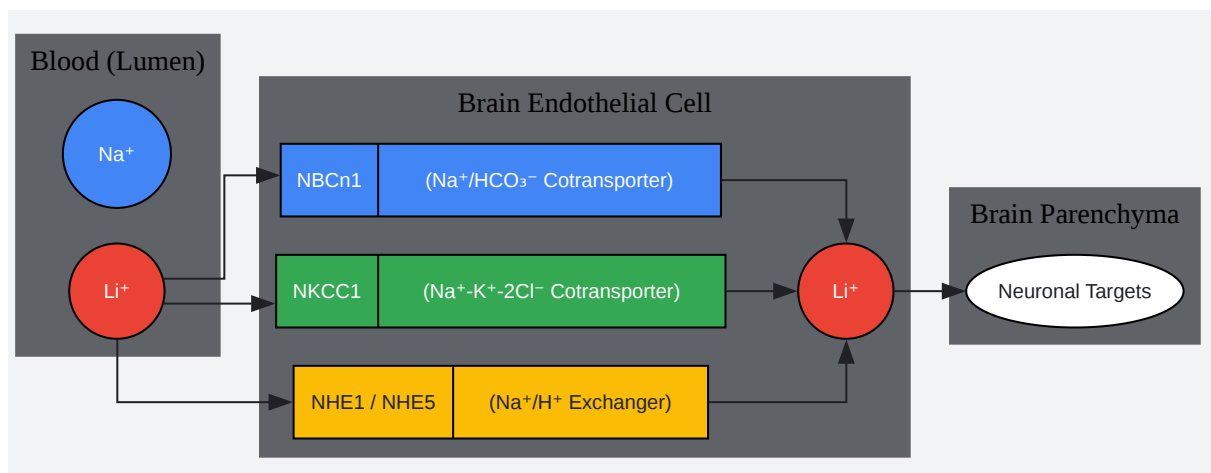 Blood (Lumen)
Na⁺
Li⁺
Brain Endothelial Cell
NBCn1 (Na⁺/HCO₃⁻ Cotransporter)
NKCC1 (Na⁺-K⁺-2Cl⁻ Cotransporter)
NHE1 / NHE5 (Na⁺/H⁺ Exchanger)
Li⁺
Brain Parenchyma
Neuronal Targets